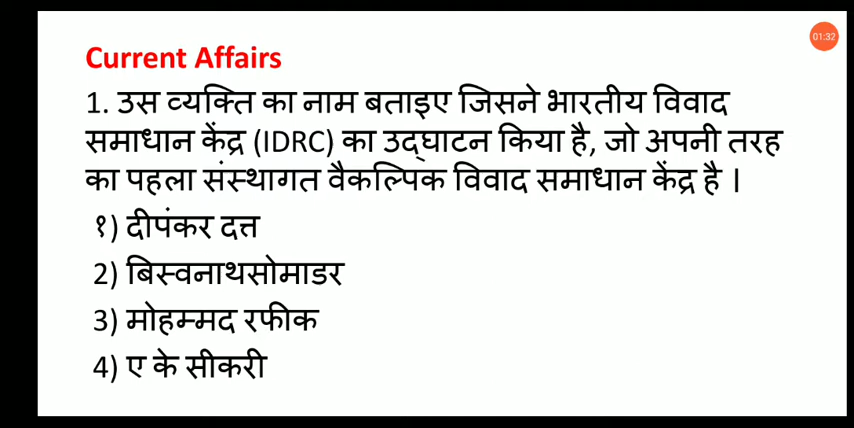 01:32
Current Affairs
1. उस व्यक्ति का नाम बताइए जिसने भारतीय विवाद
समाधान केंद्र (IDRC) का उद्घाटन किया है, जो अपनी तरह
का पहला संस्थागत वैकल्पिक विवाद समाधान केंद्र है ।
१) दीपंकर दत्त
2) बिस्वनाथसोमाडर
3) मोहम्मद रफीक
4) ए के सीकरी